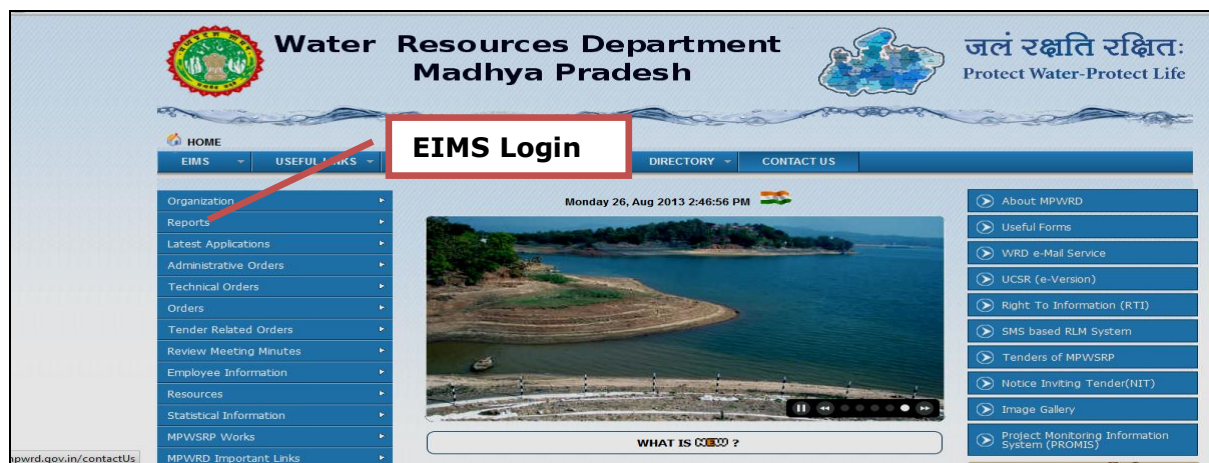 Water Resources Department
Madhya Pradesh
जलं रक्षति रक्षितः
Protect Water-Protect Life
HOME
EIMS Login
EIMS
USEFUL
DIRECTORY
CONTACT US
Organization
Reports
Latest Applications
Administrative Orders
Technical Orders
Orders
Tender Related Orders
Review Meeting Minutes
Employee Information
Resources
Statistical Information
MPWSRP Works
MPWRD Important Links
Monday 26, Aug 2013 2:46:56 PM
WHAT IS NEW ?
About MPWRD
Useful Forms
WRD e-Mail Service
UCSR (e-Version)
Right To Information (RTI)
SMS based RLM System
Tenders of MPWSRP
Notice Inviting Tender(NIT)
Image Gallery
Project Monitoring Information
System (PROMIS)
pwrd.gov.in/contactUs